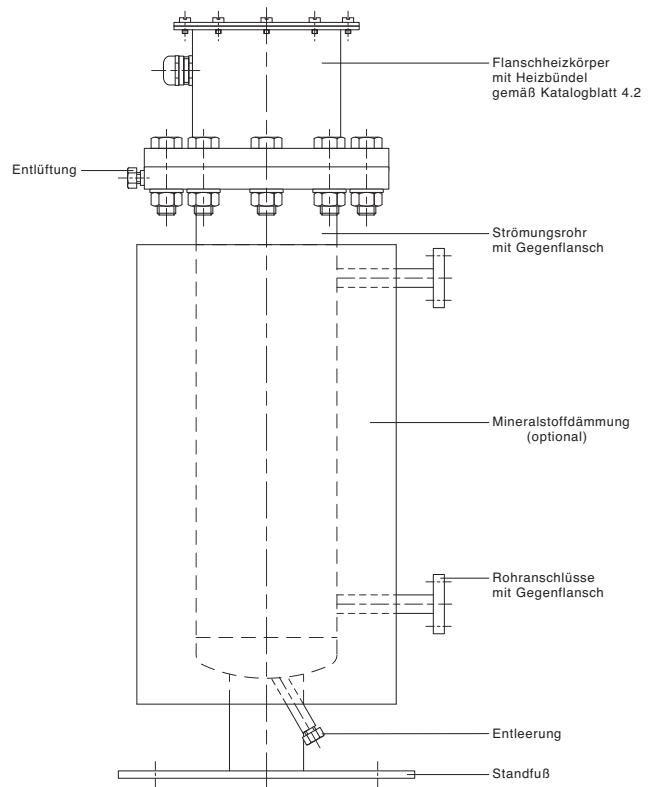 Flanschheizkörper
mit Heizbündel
gemäß Katalogblatt 4.2
Entlüftung
Strömungsrohr
mit Gegenflansch
Mineralstoffdämmung
(optional)
Rohranschlüsse
mit Gegenflansch
Entleerung
Standfuß